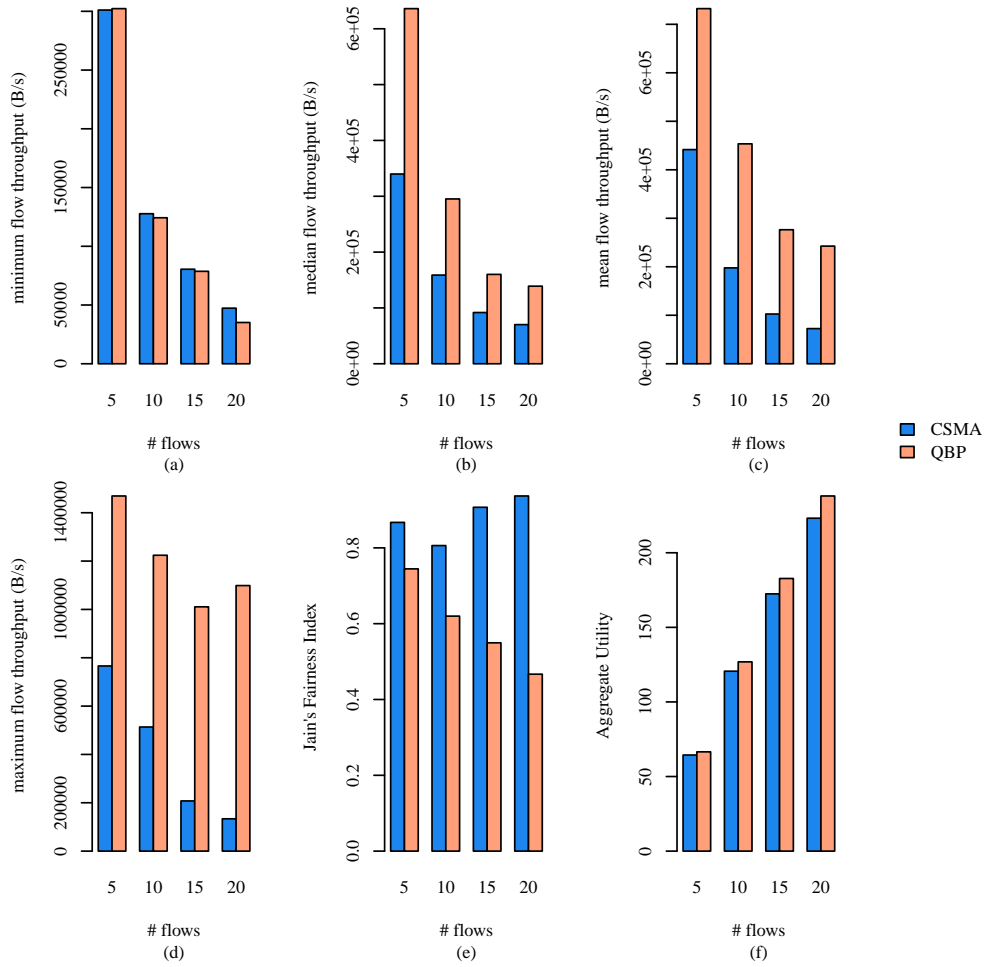 minimum flow throughput (B/s)
0
50000
150000
250000
5 10 15 20
# flows
(a)
median flow throughput (B/s)
0e+00
2e+05
4e+05
6e+05
5 10 15 20
# flows
(b)
mean flow throughput (B/s)
0e+00
2e+05
4e+05
6e+05
5 10 15 20
# flows
(c)
CSMA
QBP
maximum flow throughput (B/s)
0
200000
600000
1000000
1400000
5 10 15 20
# flows
(d)
Jain's Fairness Index
0.0
0.2
0.4
0.6
0.8
5 10 15 20
# flows
(e)
Aggregate Utility
0
50
100
150
200
5 10 15 20
# flows
(f)